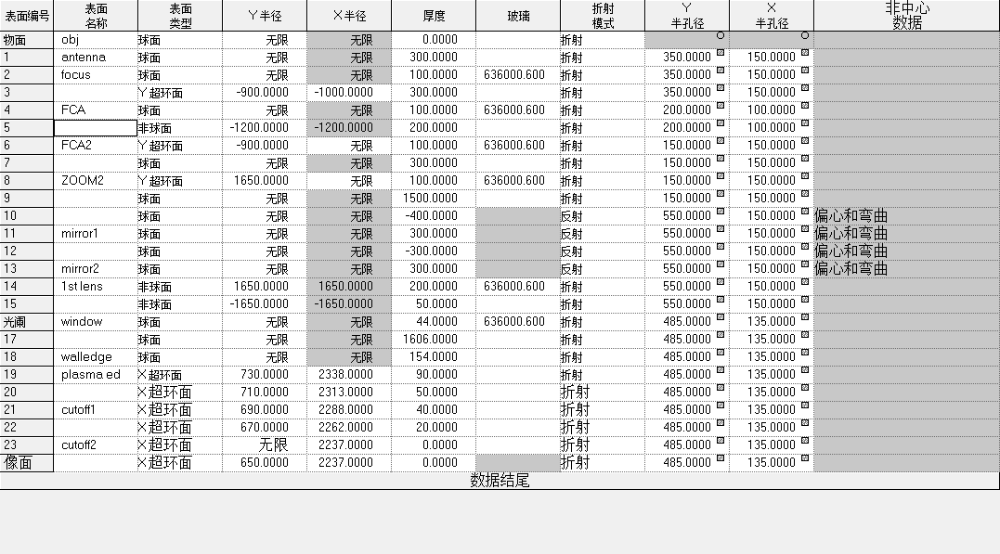 表面编号 表面名称 表面类型 Y半径 X半径 厚度 玻璃 折射模式 Y半孔径 X半孔径 非中心数据
物面 obj 球面 无限 无限 0.0000 折射
1 antenna 球面 无限 无限 300.0000 折射 350.0000 150.0000
2 focus 球面 无限 无限 100.0000 636000.600 折射 350.0000 150.0000
3 Y超环面 -900.0000 -1000.0000 300.0000 折射 350.0000 150.0000
4 FCA 球面 无限 无限 100.0000 636000.600 折射 200.0000 100.0000
5 非球面 -1200.0000 -1200.0000 200.0000 折射 200.0000 100.0000
6 FCA2 Y超环面 -900.0000 无限 100.0000 636000.600 折射 150.0000 150.0000
7 球面 无限 无限 300.0000 折射 150.0000 150.0000
8 ZOOM2 Y超环面 1650.0000 无限 100.0000 636000.600 折射 150.0000 150.0000
9 球面 无限 无限 1500.0000 折射 150.0000 150.0000
10 球面 无限 无限 -400.0000 反射 550.0000 550.0000 偏心和弯曲
11 mirror1 球面 无限 无限 300.0000 折射 550.0000 550.0000 偏心和弯曲
12 球面 无限 无限 -300.0000 反射 550.0000 550.0000 偏心和弯曲
13 mirror2 球面 无限 无限 300.0000 反射 550.0000 550.0000 偏心和弯曲
14 1st lens 非球面 1650.0000 1650.0000 200.0000 636000.600 折射 550.0000 550.0000
15 非球面 -1650.0000 -1650.0000 50.0000 折射 550.0000 550.0000
光阑 window 球面 无限 无限 44.0000 636000.600 折射 485.0000 135.0000
17 球面 无限 无限 1606.0000 折射 485.0000 135.0000
18 walledge 球面 无限 无限 154.0000 折射 485.0000 135.0000
19 plasma ed X超环面 730.0000 2338.0000 90.0000 折射 485.0000 135.0000
20 X超环面 710.0000 2313.0000 50.0000 折射 485.0000 135.0000
21 cutoff1 X超环面 690.0000 2288.0000 40.0000 折射 485.0000 135.0000
22 X超环面 670.0000 2262.0000 20.0000 折射 485.0000 135.0000
23 cutoff2 X超环面 无限 2237.0000 0.0000 折射 485.0000 135.0000
像面 X超环面 650.0000 2237.0000 0.0000 折射 485.0000 135.0000
数据结尾